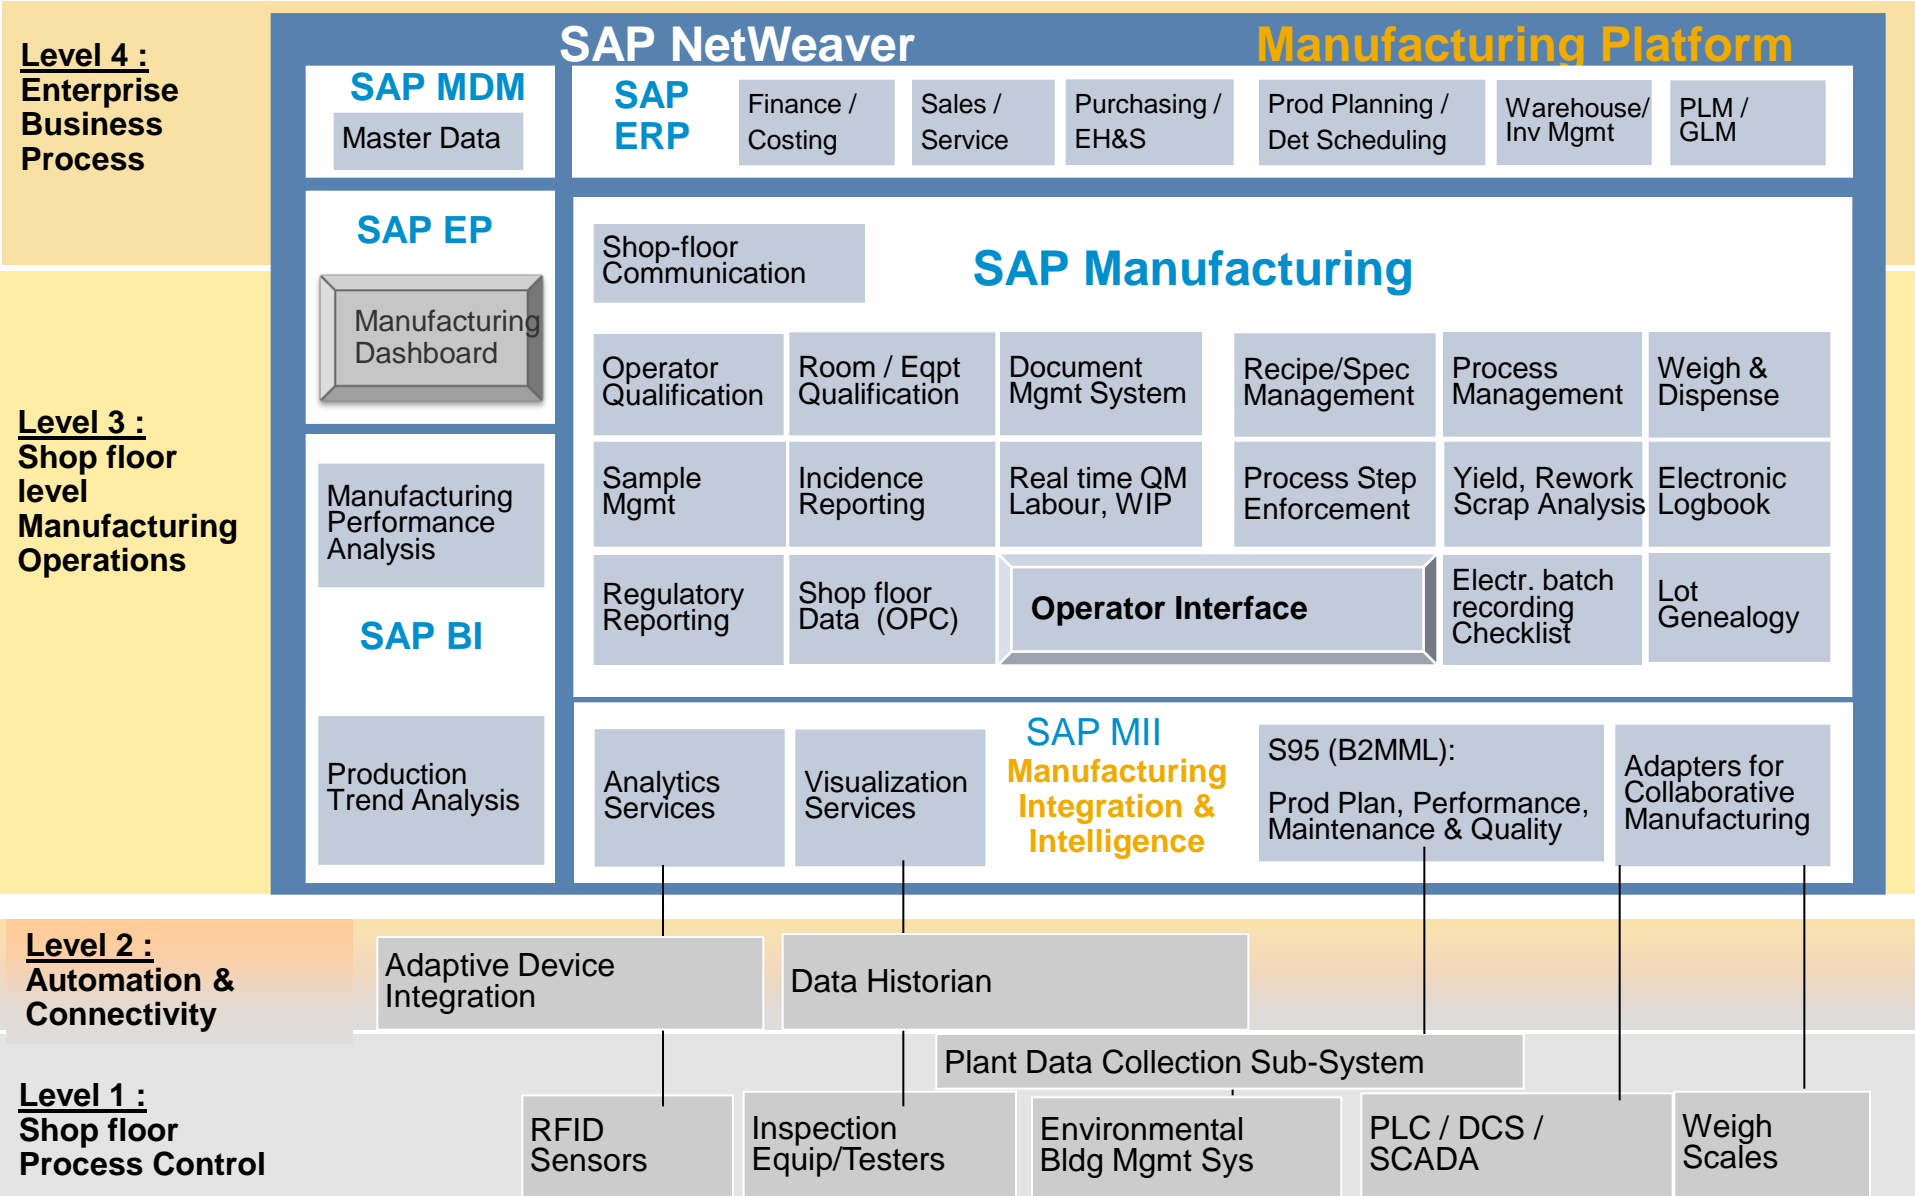 SAP NetWeaver
Manufacturing Platform
Level 4 :
Enterprise
Business
Process
SAP MDM
Master Data
SAP
ERP
Finance /
Costing
Sales /
Service
Purchasing /
EH&S
Prod Planning /
Det Scheduling
Warehouse/
Inv Mgmt
PLM /
GLM
SAP EP
Manufacturing
Dashboard
Shop-floor
Communication
SAP Manufacturing
Level 3 :
Shop floor
level
Manufacturing
Operations
Operator
Qualification
Room / Eqpt
Qualification
Document
Mgmt System
Recipe/Spec
Management
Process
Management
Weigh &
Dispense
Manufacturing
Performance
Analysis
Sample
Mgmt
Incidence
Reporting
Real time QM
Labour, WIP
Process Step
Enforcement
Yield, Rework
Scrap Analysis
Electronic
Logbook
SAP BI
Regulatory
Reporting
Shop floor
Data (OPC)
Operator Interface
Electr. batch
recording
Checklist
Lot
Genealogy
Production
Trend Analysis
Analytics
Services
Visualization
Services
SAP MII
Manufacturing
Integration &
Intelligence
S95 (B2MML):
Prod Plan, Performance,
Maintenance & Quality
Adapters for
Collaborative
Manufacturing
Level 2 :
Automation &
Connectivity
Adaptive Device
Integration
Data Historian
Plant Data Collection Sub-System
Level 1 :
Shop floor
Process Control
RFID
Sensors
Inspection
Equip/Testers
Environmental
Bldg Mgmt Sys
PLC / DCS /
SCADA
Weigh
Scales